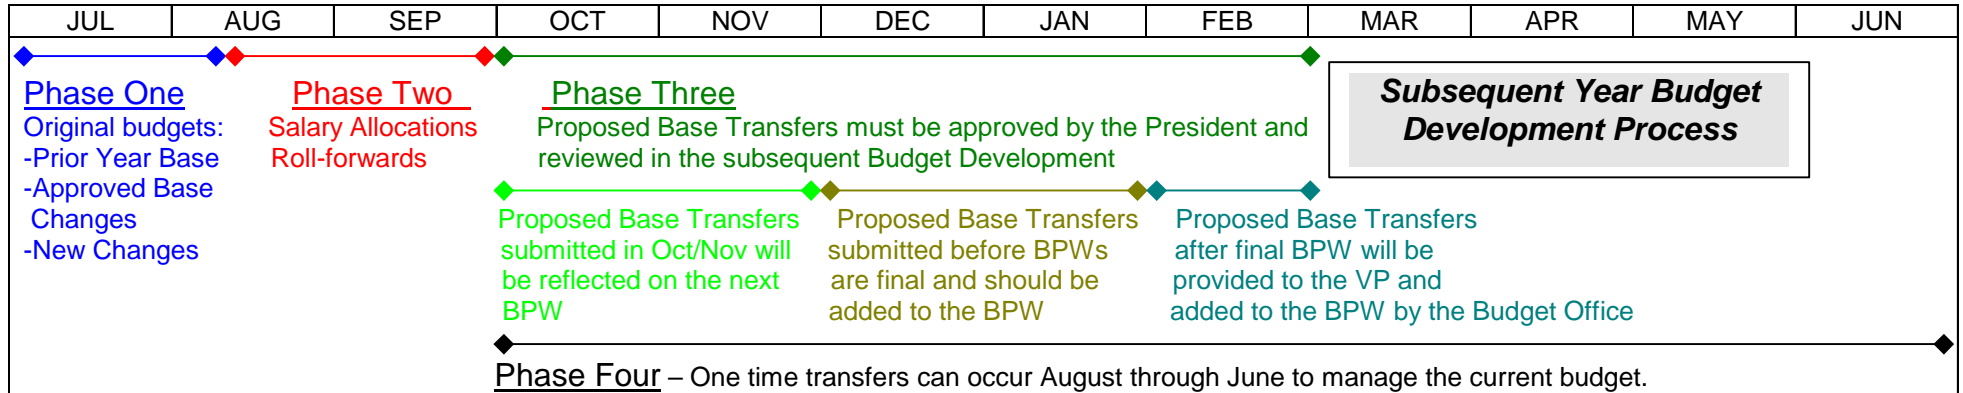 JUL AUG SEP OCT NOV DEC JAN FEB MAR APR MAY JUN
Phase One
Original budgets:
-Prior Year Base
-Approved Base
Changes
-New Changes
Phase Two
Salary Allocations
Roll-forwards
Phase Three
Proposed Base Transfers must be approved by the President and
reviewed in the subsequent Budget Development
Subsequent Year Budget
Development Process
Proposed Base Transfers
submitted in Oct/Nov will
be reflected on the next
BPW
Proposed Base Transfers
submitted before BPWs
are final and should be
added to the BPW
Proposed Base Transfers
after final BPW will be
provided to the VP and
added to the BPW by the Budget Office
Phase Four – One time transfers can occur August through June to manage the current budget.